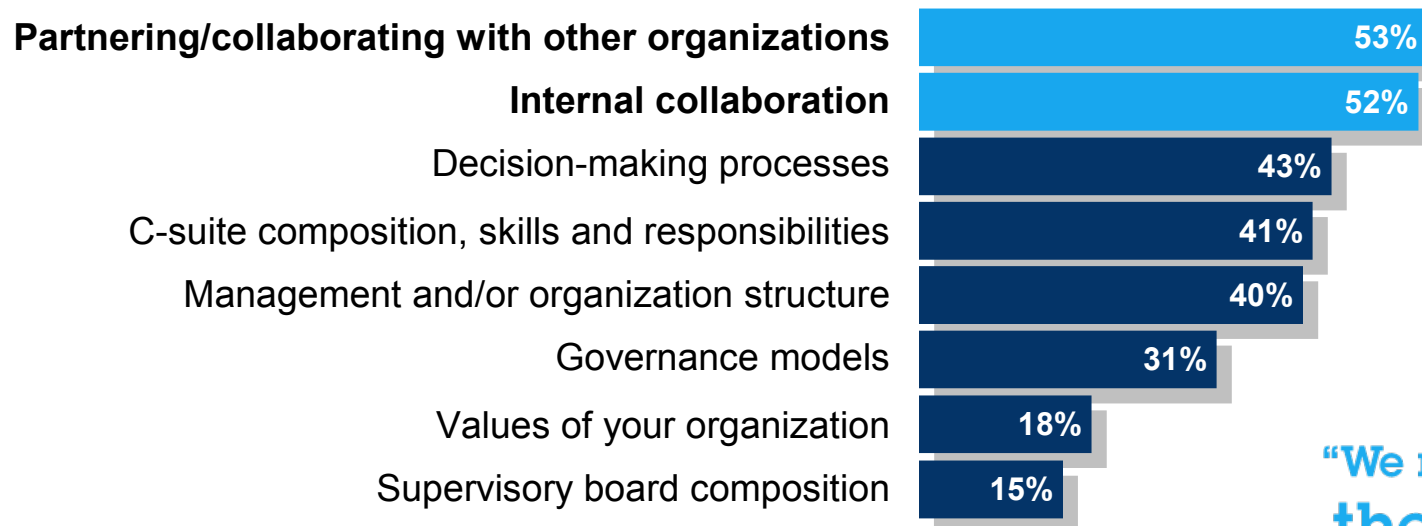 Partnering/collaborating with other organizations 53%
Internal collaboration 52%
Decision-making processes 43%
C-suite composition, skills and responsibilities 41%
Management and/or organization structure 40%
Governance models 31%
Values of your organization 18%
“We
Supervisory board composition 15%